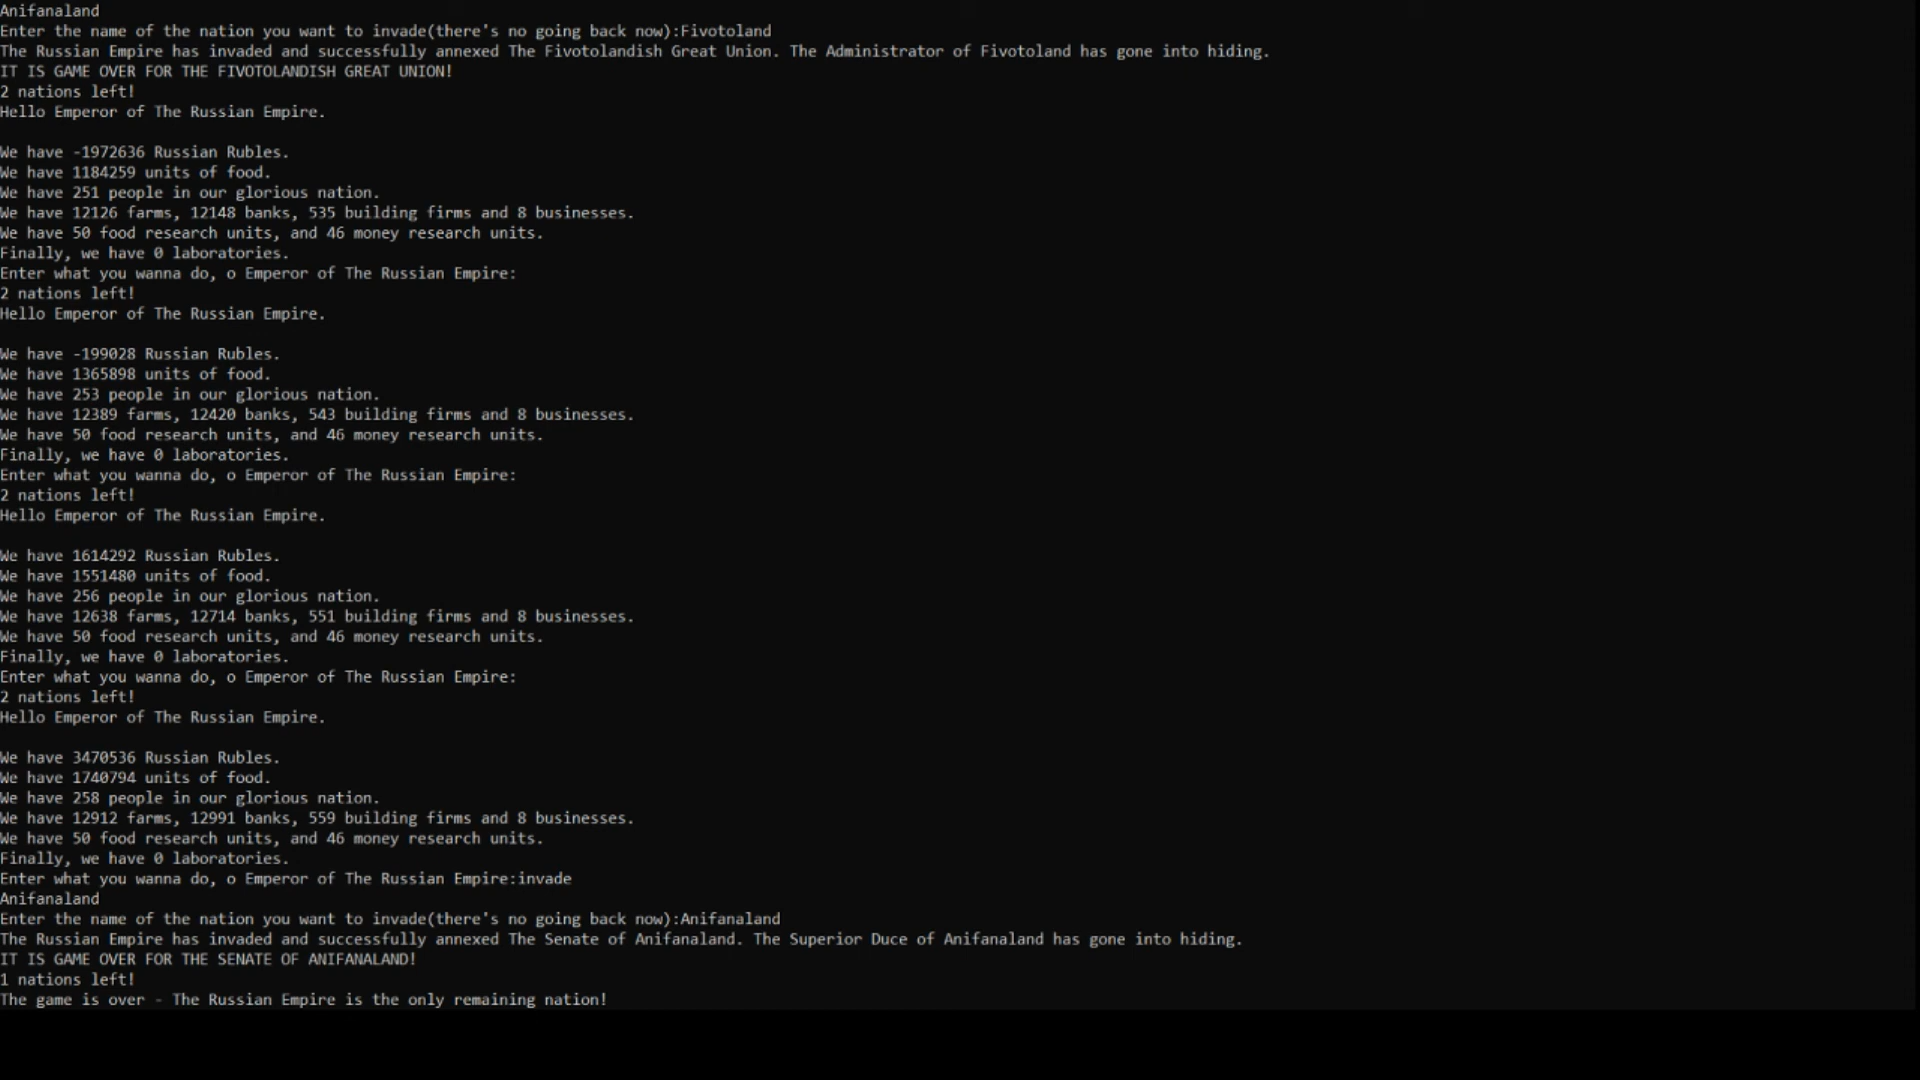 Anifanaland
Enter the name of the nation you want to invade(there's no going back now):Fivotoland
The Russian Empire has invaded and successfully annexed The Fivotolandish Great Union. The Administrator of Fivotoland has gone into hiding.
IT IS GAME OVER FOR THE FIVOTOLANDISH GREAT UNION!
2 nations left!
Hello Emperor of The Russian Empire.
We have -1972636 Russian Rubles.
We have 1184259 units of food.
We have 251 people in our glorious nation.
We have 12126 farms, 12148 banks, 535 building firms and 8 businesses.
We have 50 food research units, and 46 money research units.
Finally, we have 0 laboratories.
Enter what you wanna do, o Emperor of The Russian Empire:
2 nations left!
Hello Emperor of The Russian Empire.
We have -199028 Russian Rubles.
We have 1365898 units of food.
We have 253 people in our glorious nation.
We have 12389 farms, 12420 banks, 543 building firms and 8 businesses.
We have 50 food research units, and 46 money research units.
Finally, we have 0 laboratories.
Enter what you wanna do, o Emperor of The Russian Empire:
2 nations left!
Hello Emperor of The Russian Empire.
We have 1614292 Russian Rubles.
We have 1551480 units of food.
We have 256 people in our glorious nation.
We have 12638 farms, 12714 banks, 551 building firms and 8 businesses.
We have 50 food research units, and 46 money research units.
Finally, we have 0 laboratories.
Enter what you wanna do, o Emperor of The Russian Empire:
2 nations left!
Hello Emperor of The Russian Empire.
We have 3470536 Russian Rubles.
We have 1740794 units of food.
We have 258 people in our glorious nation.
We have 12912 farms, 12991 banks, 559 building firms and 8 businesses.
We have 50 food research units, and 46 money research units.
Finally, we have 0 laboratories.
Enter what you wanna do, o Emperor of The Russian Empire:invade
Anifanaland
Enter the name of the nation you want to invade(there's no going back now):Anifanaland
The Russian Empire has invaded and successfully annexed The Senate of Anifanaland. The Superior Duce of Anifanaland has gone into hiding.
IT IS GAME OVER FOR THE SENATE OF ANIFANALAND!
1 nations left!
The game is over - The Russian Empire is the only remaining nation!